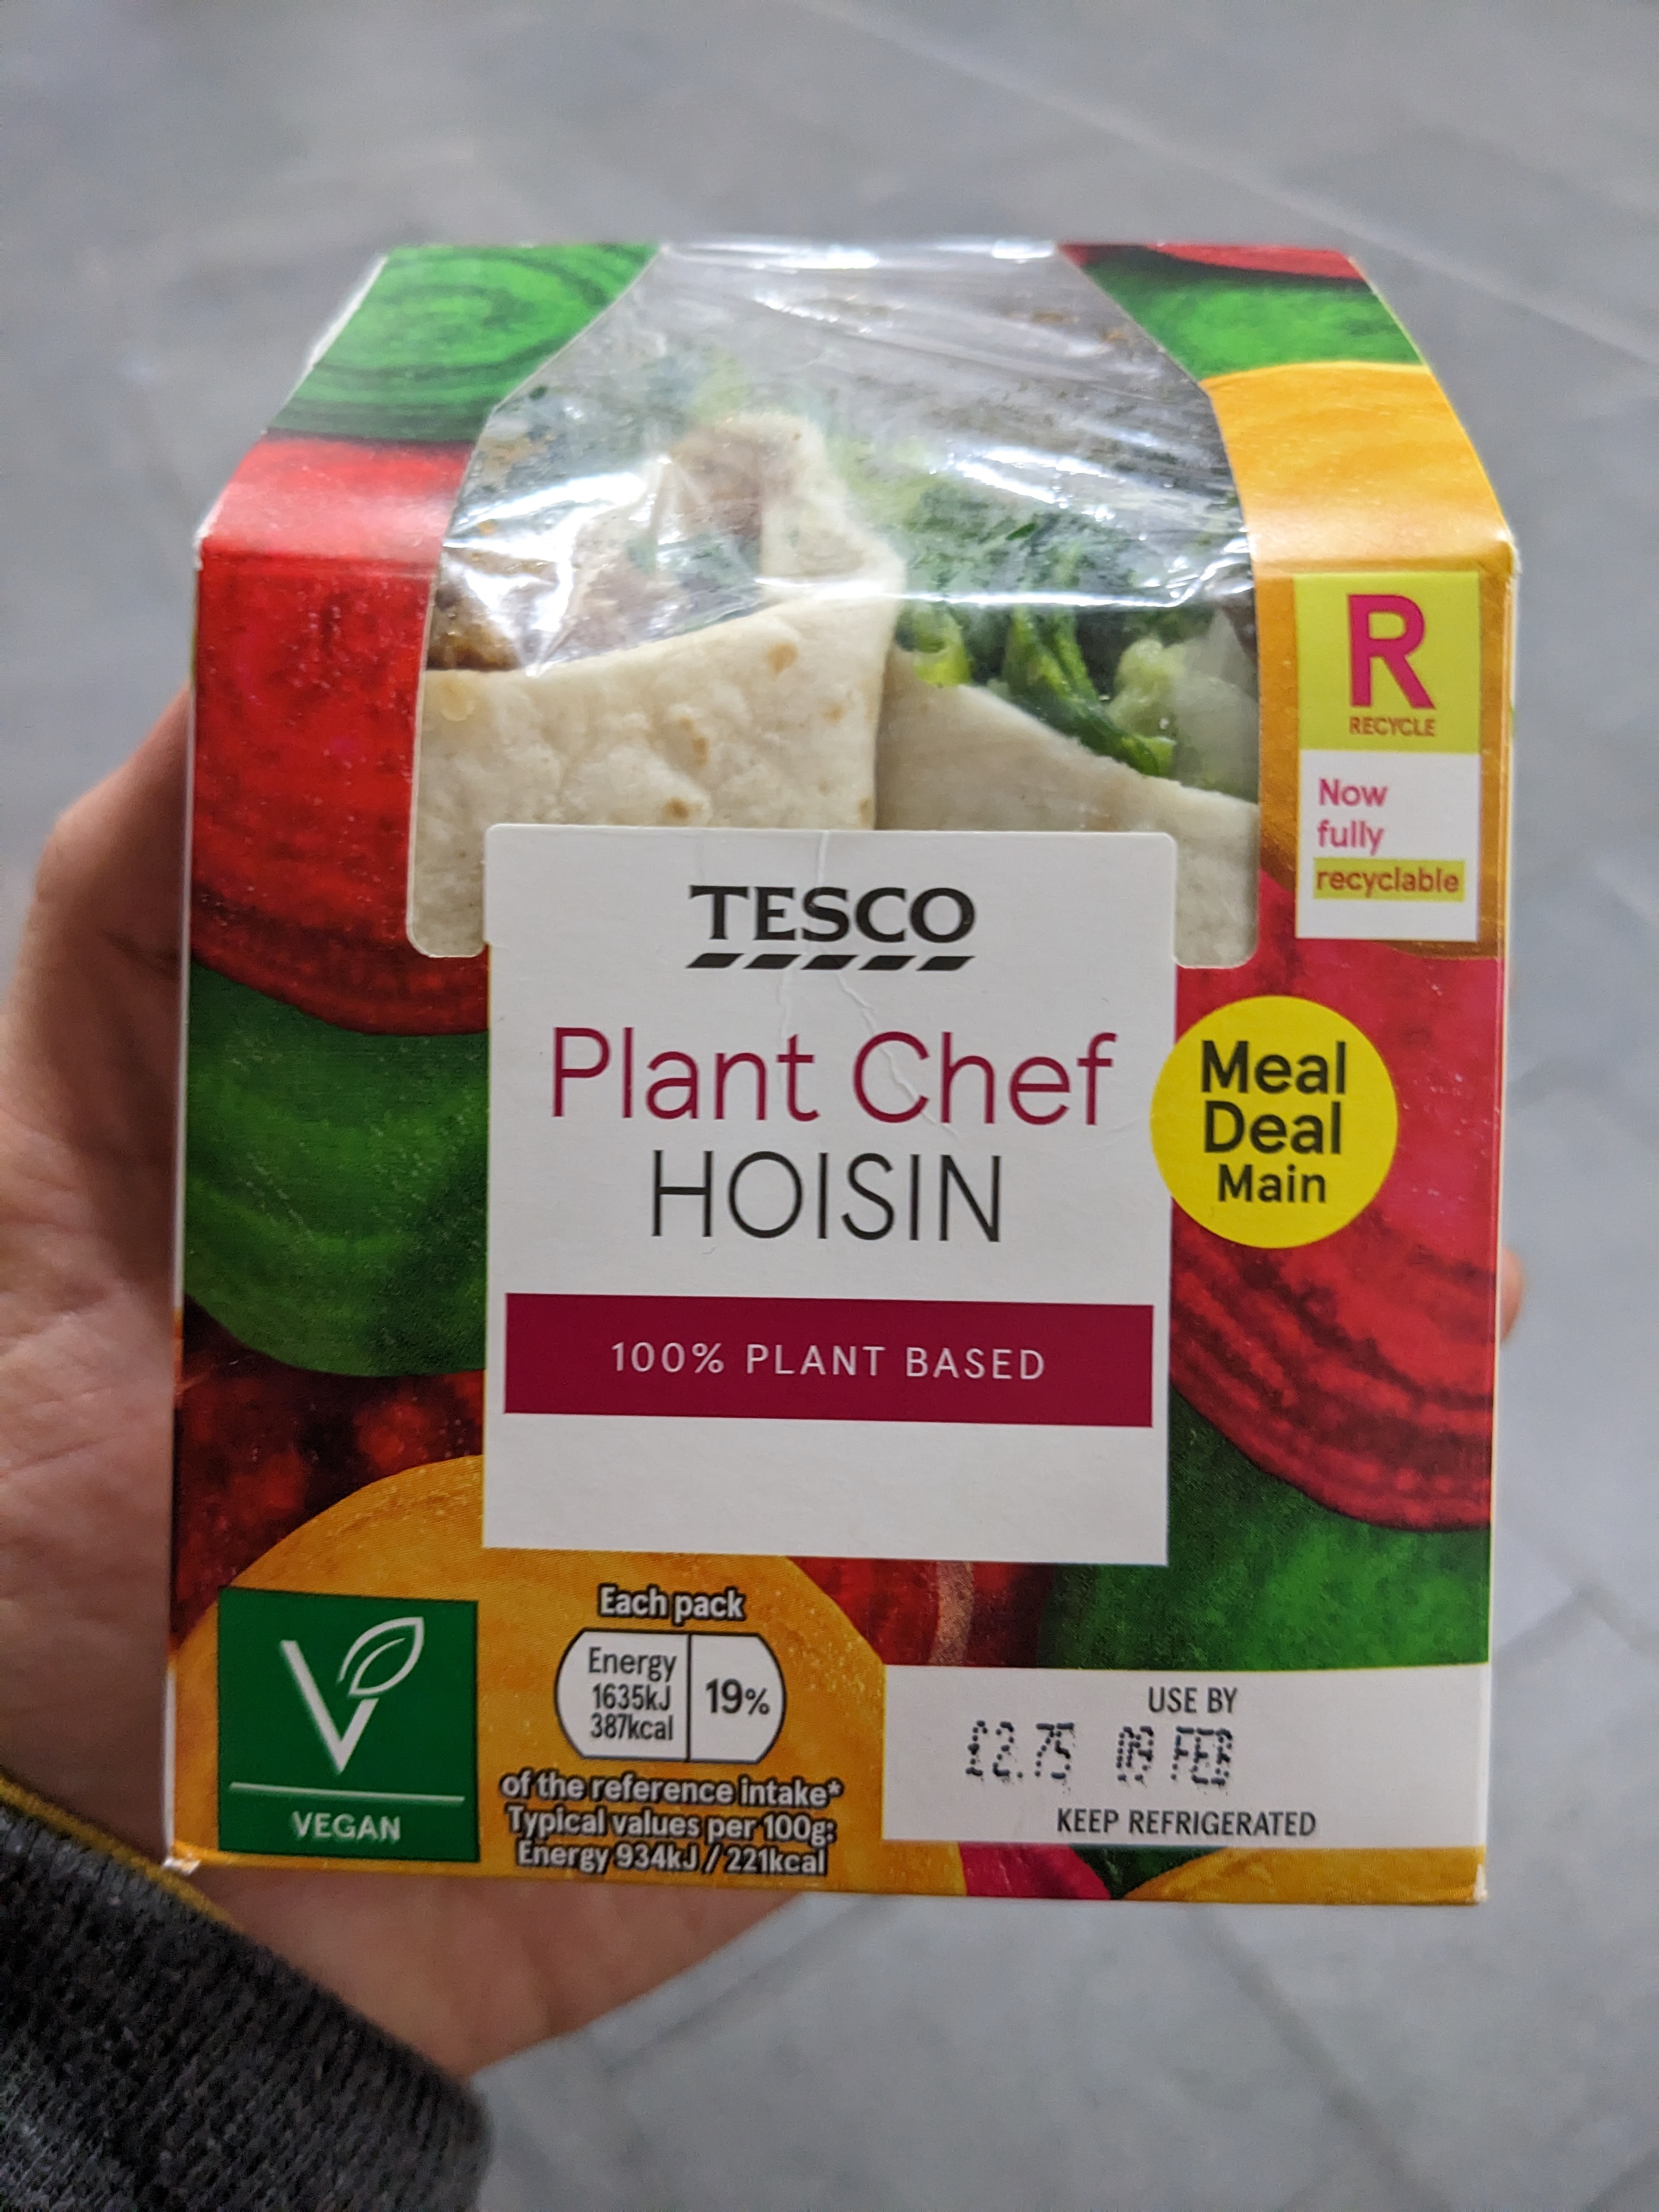 R
RECYCLE
Now
fully
recyclable
TESCO
Plant Chef
HOISIN
Meal
Deal
Main
100% PLANT BASED
V
VEGAN
Each pack
Energy
1635kJ
387kcal
19%
of the reference intake*
Typical values per 100g:
Energy 934kJ / 221kcal
USE BY
£2.75 09 FEB
KEEP REFRIGERATED